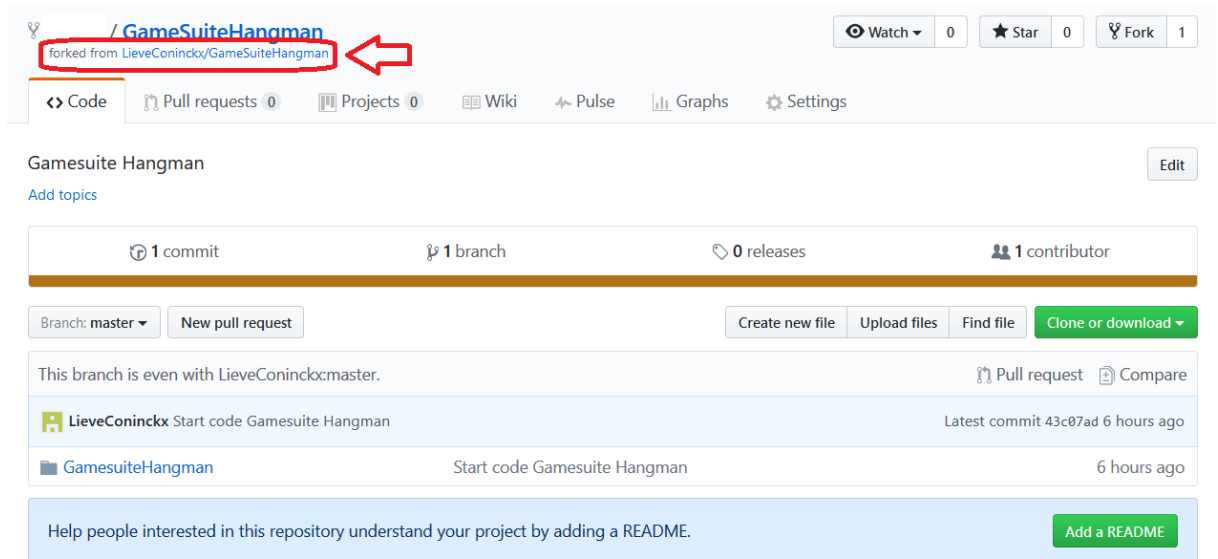 / GameSuiteHangman
Watch 0 Star 0 Fork 1
forked from LieveConinckx/GameSuiteHangman
<> Code Pull requests 0 Projects 0 Wiki Pulse Graphs Settings
Gamesuite Hangman Edit
Add topics
1 commit 1 branch 0 releases 1 contributor
Branch: master New pull request Create new file Upload files Find file Clone or download
This branch is even with LieveConinckx:master. Pull request Compare
LieveConinckx Start code Gamesuite Hangman Latest commit 43c07ad 6 hours ago
GamesuiteHangman Start code Gamesuite Hangman 6 hours ago
Help people interested in this repository understand your project by adding a README. Add a README